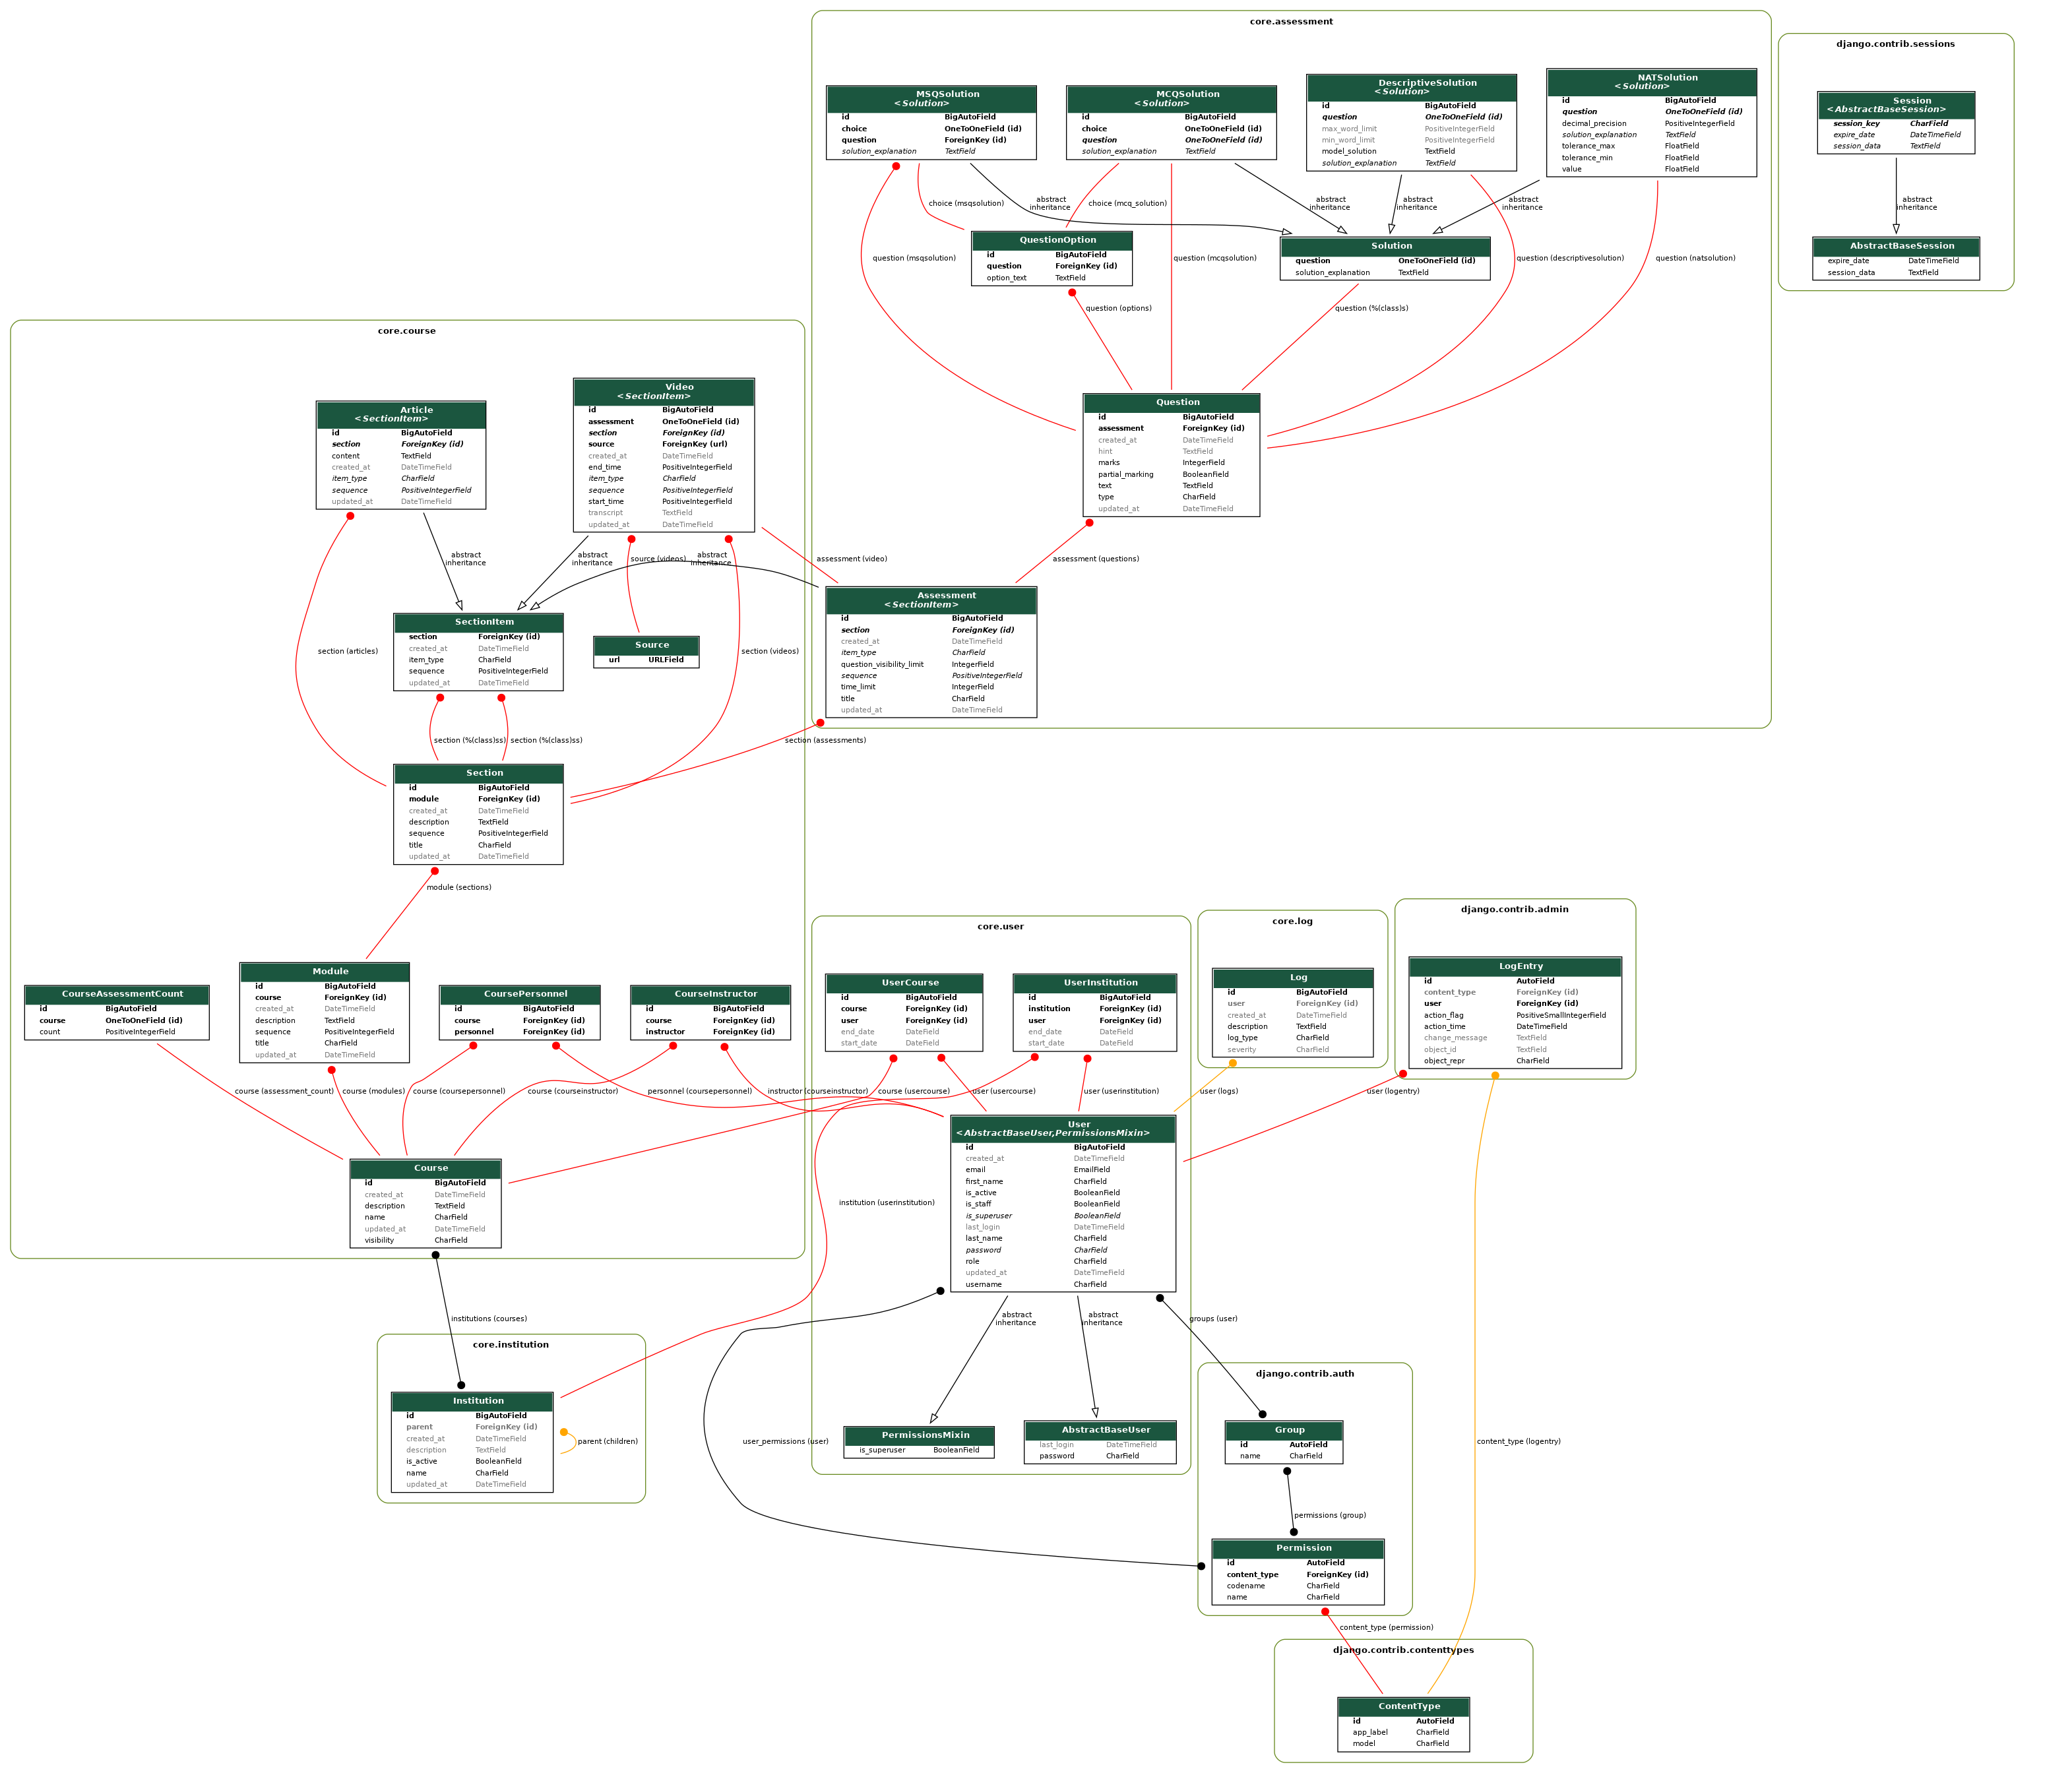 core.assessment
MSQSolution
<Solution>
id BigAutoField
choice OneToOneField (id)
question ForeignKey (id)
solution_explanation TextField
MCQSolution
<Solution>
id BigAutoField
choice OneToOneField (id)
question OneToOneField (id)
solution_explanation TextField
DescriptiveSolution
<Solution>
id BigAutoField
question OneToOneField (id)
max_word_limit PositiveIntegerField
min_word_limit PositiveIntegerField
model_solution TextField
solution_explanation TextField
NATSolution
<Solution>
id BigAutoField
question OneToOneField (id)
decimal_precision PositiveIntegerField
solution_explanation TextField
tolerance_max FloatField
tolerance_min FloatField
value FloatField
django.contrib.sessions
Session
<AbstractBaseSession>
session_key CharField
expire_date DateTimeField
session_data TextField
abstract
inheritance
AbstractBaseSession
expire_date DateTimeField
session_data TextField
choice (msqsolution)
abstract
inheritance
choice (mcq_solution)
abstract
inheritance
abstract
inheritance
abstract
inheritance
QuestionOption
id BigAutoField
question ForeignKey (id)
option_text TextField
Solution
question OneToOneField (id)
solution_explanation TextField
question (msqsolution)
question (mcqsolution)
question (descriptivesolution)
question (natsolution)
question (options)
question (%(class)s)
Question
id BigAutoField
assessment ForeignKey (id)
created_at DateTimeField
hint TextField
marks IntegerField
partial_marking BooleanField
text TextField
type CharField
updated_at DateTimeField
assessment (video)
assessment (questions)
Assessment
<SectionItem>
id BigAutoField
section ForeignKey (id)
created_at DateTimeField
item_type CharField
question_visibility_limit IntegerField
sequence PositiveIntegerField
time_limit IntegerField
title CharField
updated_at DateTimeField
core.course
Article
<SectionItem>
id BigAutoField
section ForeignKey (id)
content TextField
created_at DateTimeField
item_type CharField
sequence PositiveIntegerField
updated_at DateTimeField
Video
<SectionItem>
id BigAutoField
assessment OneToOneField (id)
section ForeignKey (id)
source ForeignKey (url)
created_at DateTimeField
end_time PositiveIntegerField
item_type CharField
sequence PositiveIntegerField
start_time PositiveIntegerField
transcript TextField
updated_at DateTimeField
abstract
inheritance
abstract
inheritance
source (videos)
abstract
inheritance
SectionItem
section ForeignKey (id)
created_at DateTimeField
item_type CharField
sequence PositiveIntegerField
updated_at DateTimeField
Source
url URLField
section (articles)
section (videos)
section (%(class)ss)
section (%(class)ss)
section (assessments)
Section
id BigAutoField
module ForeignKey (id)
created_at DateTimeField
description TextField
sequence PositiveIntegerField
title CharField
updated_at DateTimeField
module (sections)
CourseAssessmentCount
id BigAutoField
course OneToOneField (id)
count PositiveIntegerField
Module
id BigAutoField
course ForeignKey (id)
created_at DateTimeField
description TextField
sequence PositiveIntegerField
title CharField
updated_at DateTimeField
CoursePersonnel
id BigAutoField
course ForeignKey (id)
personnel ForeignKey (id)
CourseInstructor
id BigAutoField
course ForeignKey (id)
instructor ForeignKey (id)
core.user
UserCourse
id BigAutoField
course ForeignKey (id)
user ForeignKey (id)
end_date DateField
start_date DateField
UserInstitution
id BigAutoField
institution ForeignKey (id)
user ForeignKey (id)
end_date DateField
start_date DateField
core.log
Log
id BigAutoField
user ForeignKey (id)
created_at DateTimeField
description TextField
log_type CharField
severity CharField
django.contrib.admin
LogEntry
id AutoField
content_type ForeignKey (id)
user ForeignKey (id)
action_flag PositiveSmallIntegerField
action_time DateTimeField
change_message TextField
object_id TextField
object_repr CharField
course (assessment_count)
course (modules)
course (coursepersonnel)
course (courseinstructor)
personnel (coursepersonnel)
instructor (courseinstructor)
course (usercourse)
user (usercourse)
user (userinstitution)
user (logs)
user (logentry)
Course
id BigAutoField
created_at DateTimeField
description TextField
name CharField
updated_at DateTimeField
visibility CharField
User
<AbstractBaseUser,PermissionsMixin>
id BigAutoField
created_at DateTimeField
email EmailField
first_name CharField
is_active BooleanField
is_staff BooleanField
is_superuser BooleanField
last_login DateTimeField
last_name CharField
password CharField
role CharField
updated_at DateTimeField
username CharField
institution (userinstitution)
institutions (courses)
abstract
inheritance
abstract
inheritance
groups (user)
core.institution
Institution
id BigAutoField
parent ForeignKey (id)
created_at DateTimeField
description TextField
is_active BooleanField
name CharField
updated_at DateTimeField
parent (children)
user_permissions (user)
PermissionsMixin
is_superuser BooleanField
AbstractBaseUser
last_login DateTimeField
password CharField
django.contrib.auth
Group
id AutoField
name CharField
content_type (logentry)
permissions (group)
Permission
id AutoField
content_type ForeignKey (id)
codename CharField
name CharField
content_type (permission)
django.contrib.contenttypes
ContentType
id AutoField
app_label CharField
model CharField